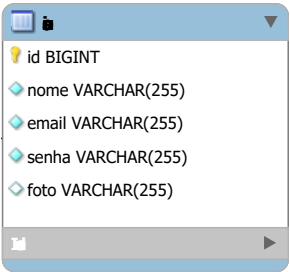 id BIGINT
nome VARCHAR(255)
email VARCHAR(255)
senha VARCHAR(255)
foto VARCHAR(255)